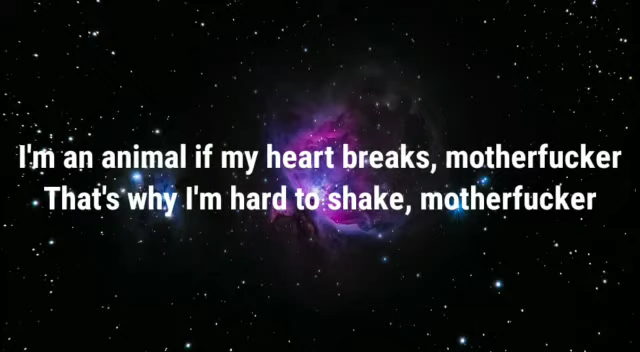 I'm an animal if my heart breaks, motherfucker
That's why I'm hard to shake, motherfucker